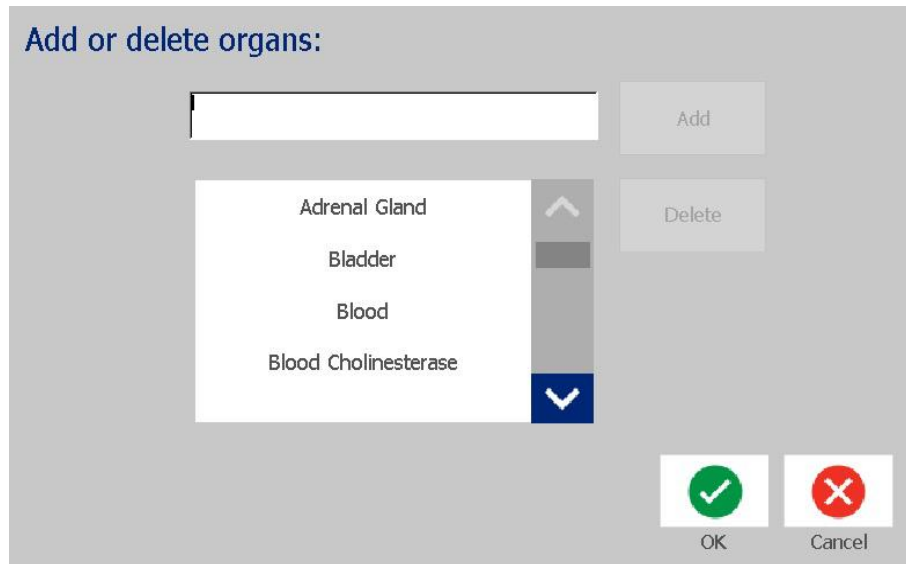 Add or delete organs:
Add
Adrenal Gland
Delete
Bladder
Blood
Blood Cholinesterase
OK
Cancel